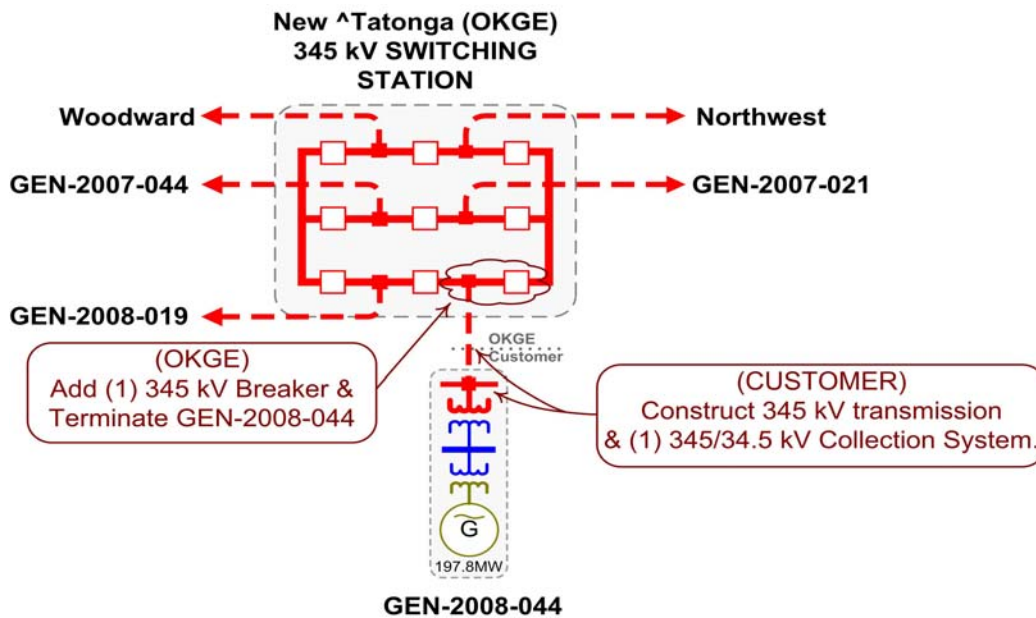 New ^Tatonga (OKGE)
345 kV SWITCHING
STATION
Woodward
Northwest
GEN-2007-044
GEN-2007-021
GEN-2008-019
OKGE
Customer
(OKGE)
Add (1) 345 kV Breaker &
Terminate GEN-2008-044
(CUSTOMER)
Construct 345 kV transmission
& (1) 345/34.5 kV Collection System.
G
197.8MW
GEN-2008-044